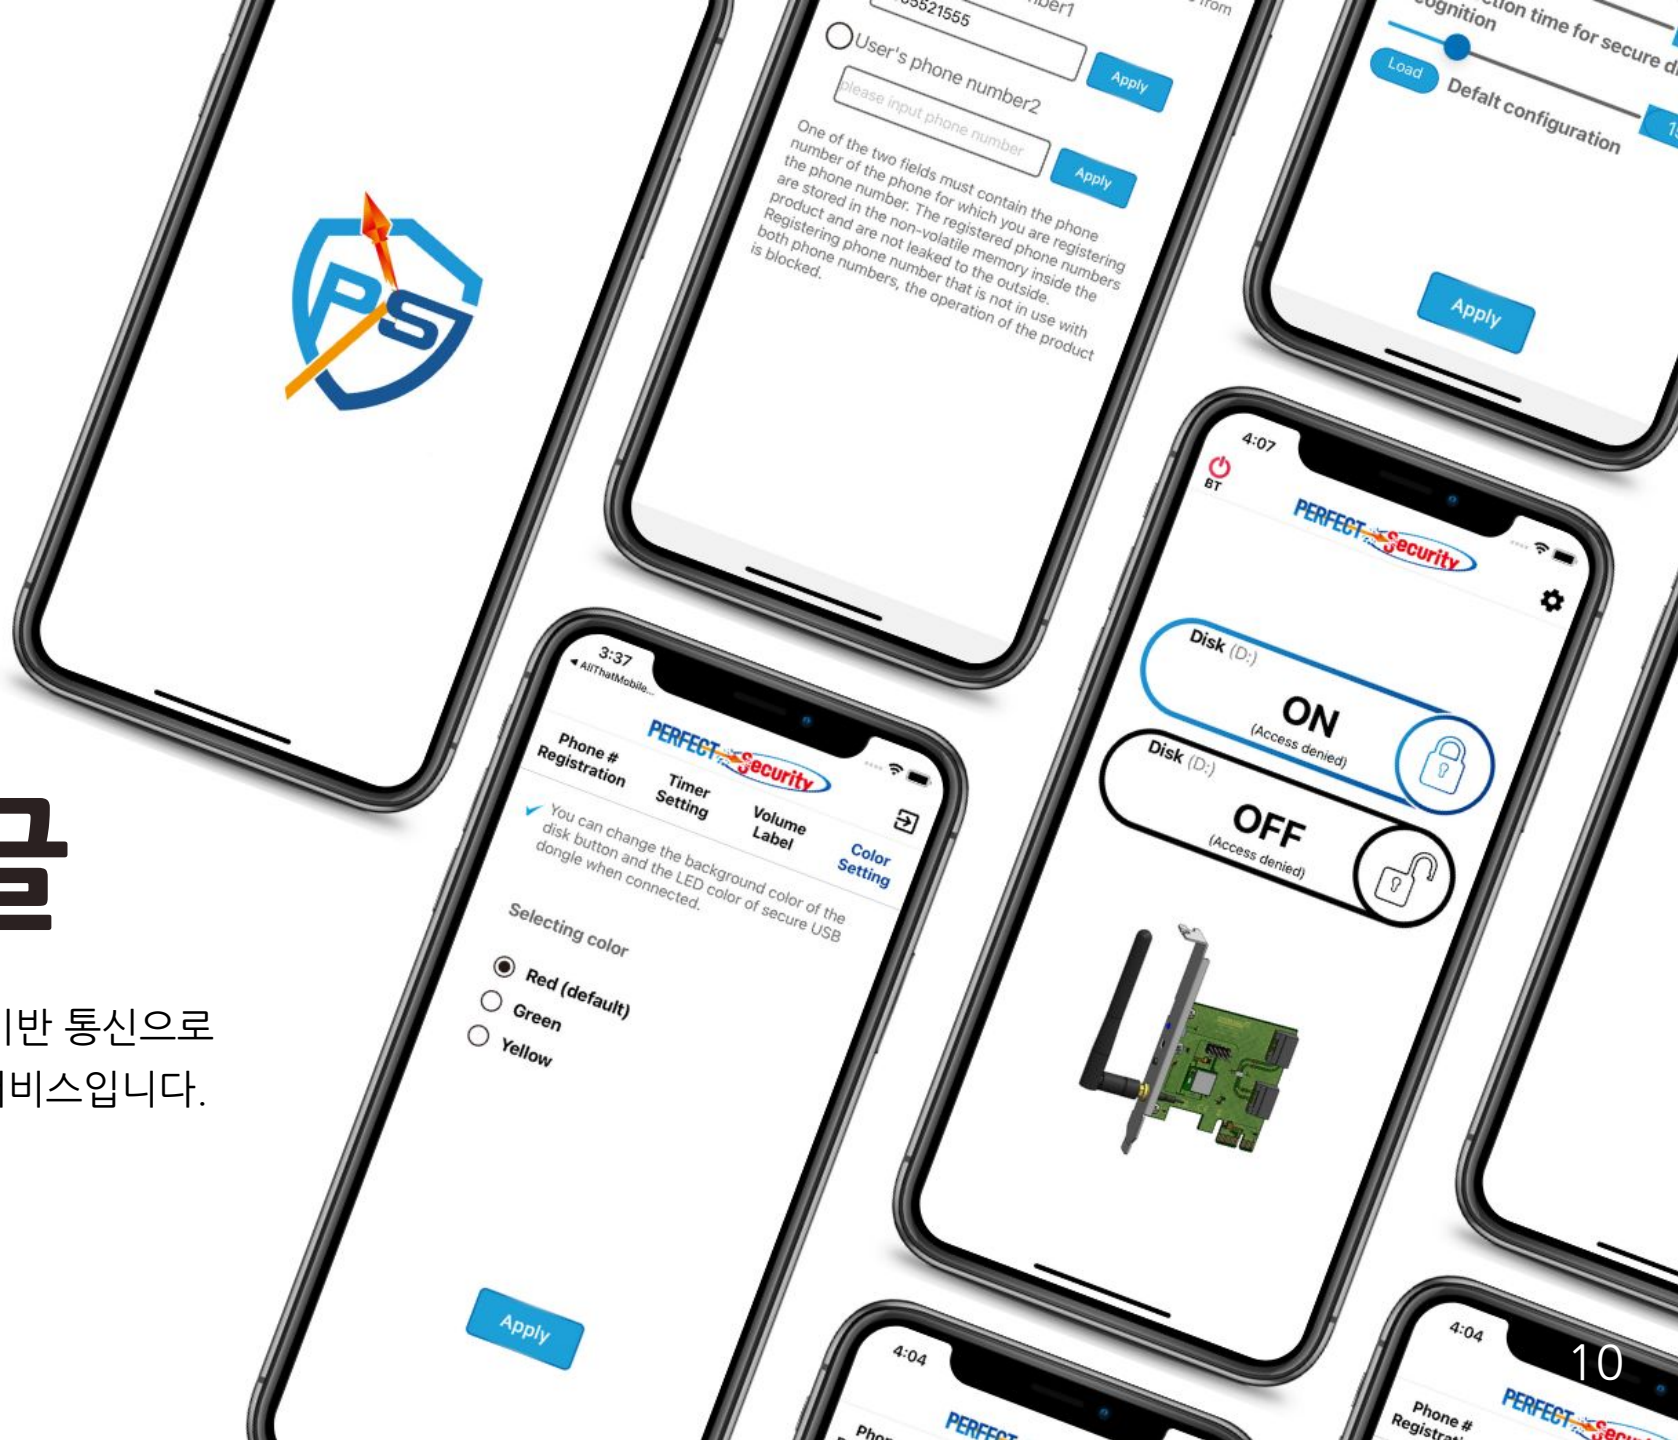 PS
05521555
Apply
User's phone number2
please input phone number
Apply
One of the two fields must contain the phone
number of the phone for which you are registering
the phone number. The registered phone numbers
are stored in the non-volatile memory inside the
product and are not leaked to the outside.
Registering phone number that is not in use with
both phone numbers, the operation of the product
is blocked.
time for secure
Load
Defalt configuration
Apply
4:07
BT
PERFECT Security
Disk (D:)
ON
(Access denied)
Disk (D:)
OFF
(Access denied)
3:37
AllThatMobile...
PERFECT Security
Phone #
Registration
Timer
Setting
Volume
Label
Color
Setting
You can change the background color of the
disk button and the LED color of secure USB
dongle when connected.
Selecting color
Red (default)
Green
Yellow
Apply
글
기반 통신으로
서비스입니다.
4:04
PERFECT
4:04
PERFECT
Phone #
10